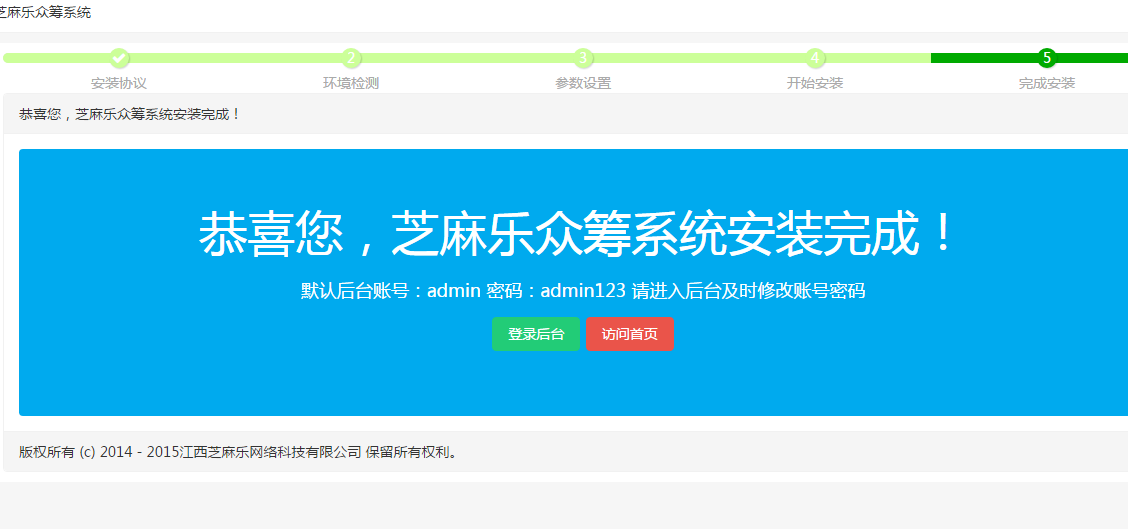 芝麻乐众筹系统
2 3 4 5
安装协议 环境检测 参数设置 开始安装 完成安装
恭喜您，芝麻乐众筹系统安装完成！
恭喜您，芝麻乐众筹系统安装完成！
默认后台账号：admin 密码：admin123 请进入后台及时修改账号密码
登录后台 访问首页
版权所有 (c) 2014 - 2015江西芝麻乐网络科技有限公司 保留所有权利。